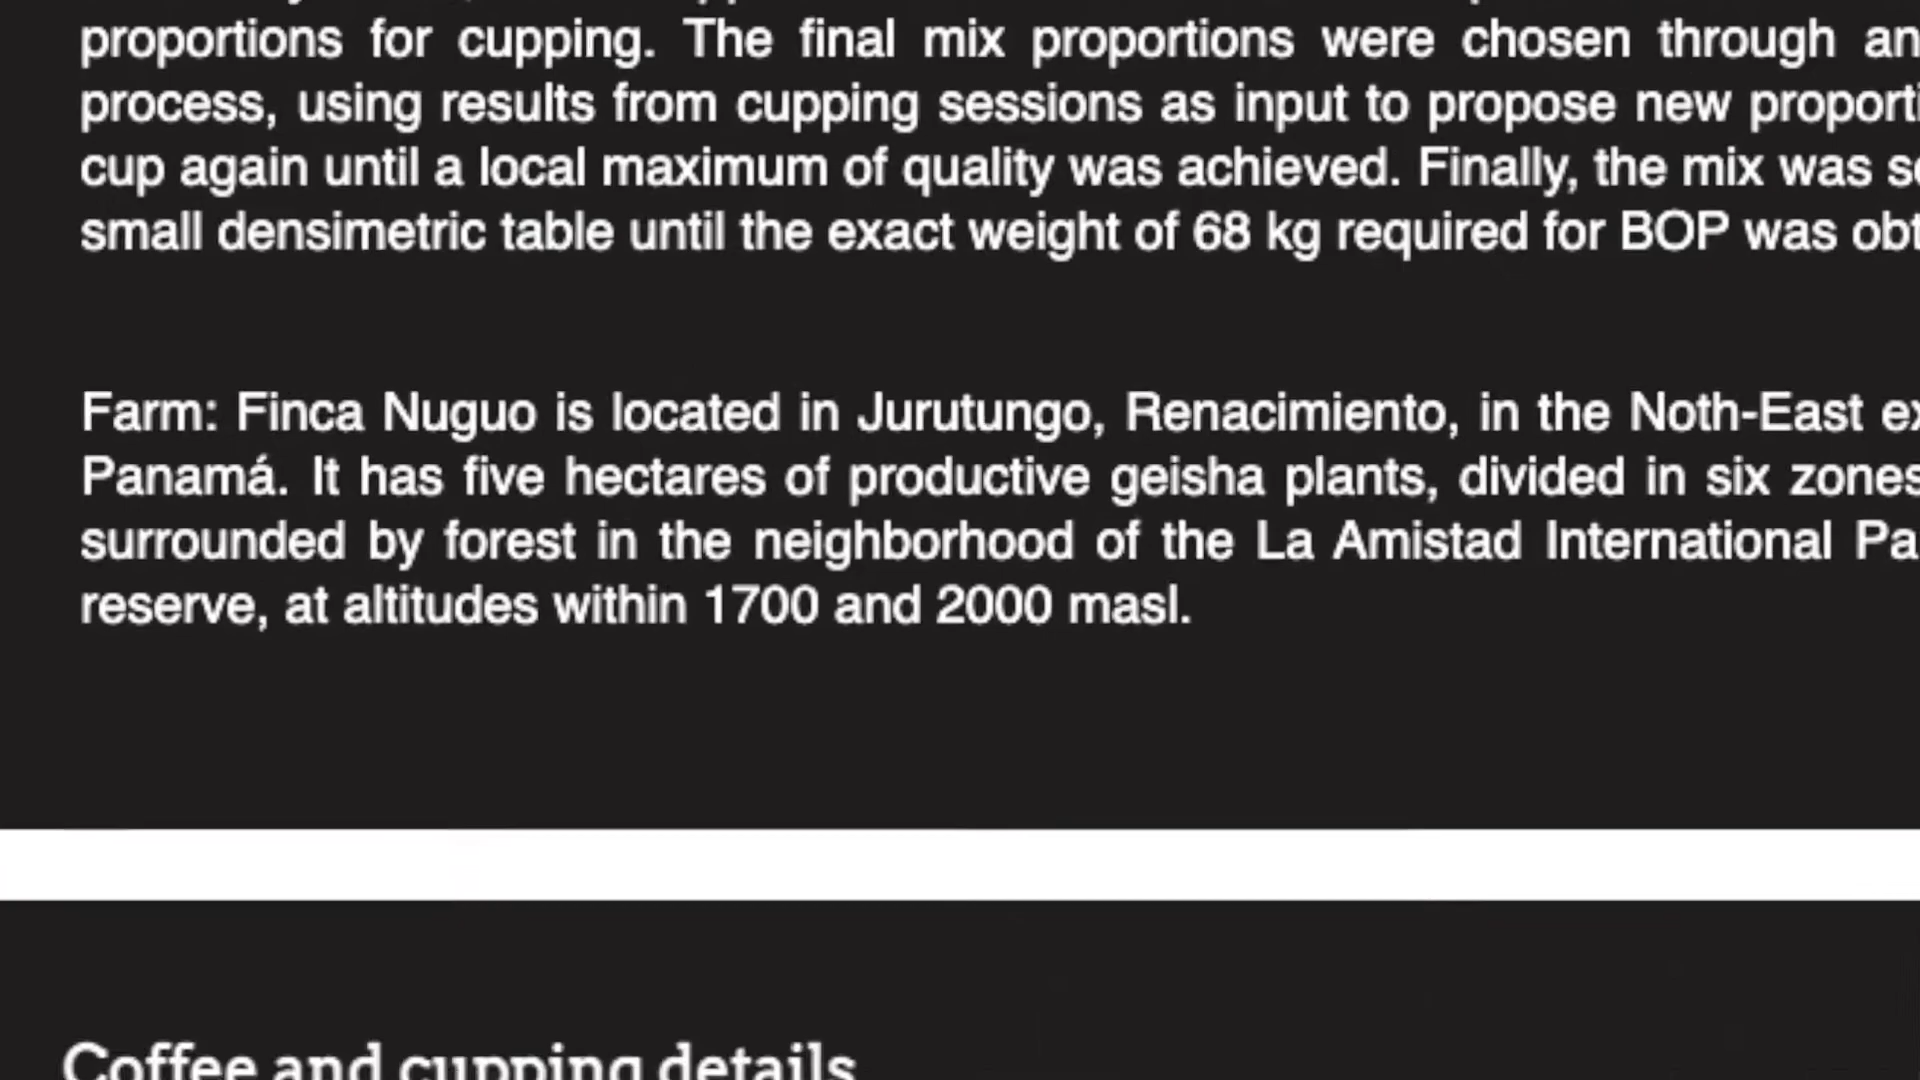 proportions for cupping. The final mix proportions were chosen through an
process, using results from cupping sessions as input to propose new
cup again until a local maximum of quality was achieved. Finally, the mix was
small densimetric table until the exact weight of 68 kg required for BOP was
Farm: Finca Nuguo is located in Jurutungo, Renacimiento, in the Noth-East
Panamá. It has five hectares of productive geisha plants, divided in six zones
surrounded by forest in the neighborhood of the La Amistad International
reserve, at altitudes within 1700 and 2000 masl.
Coffee and cupping details